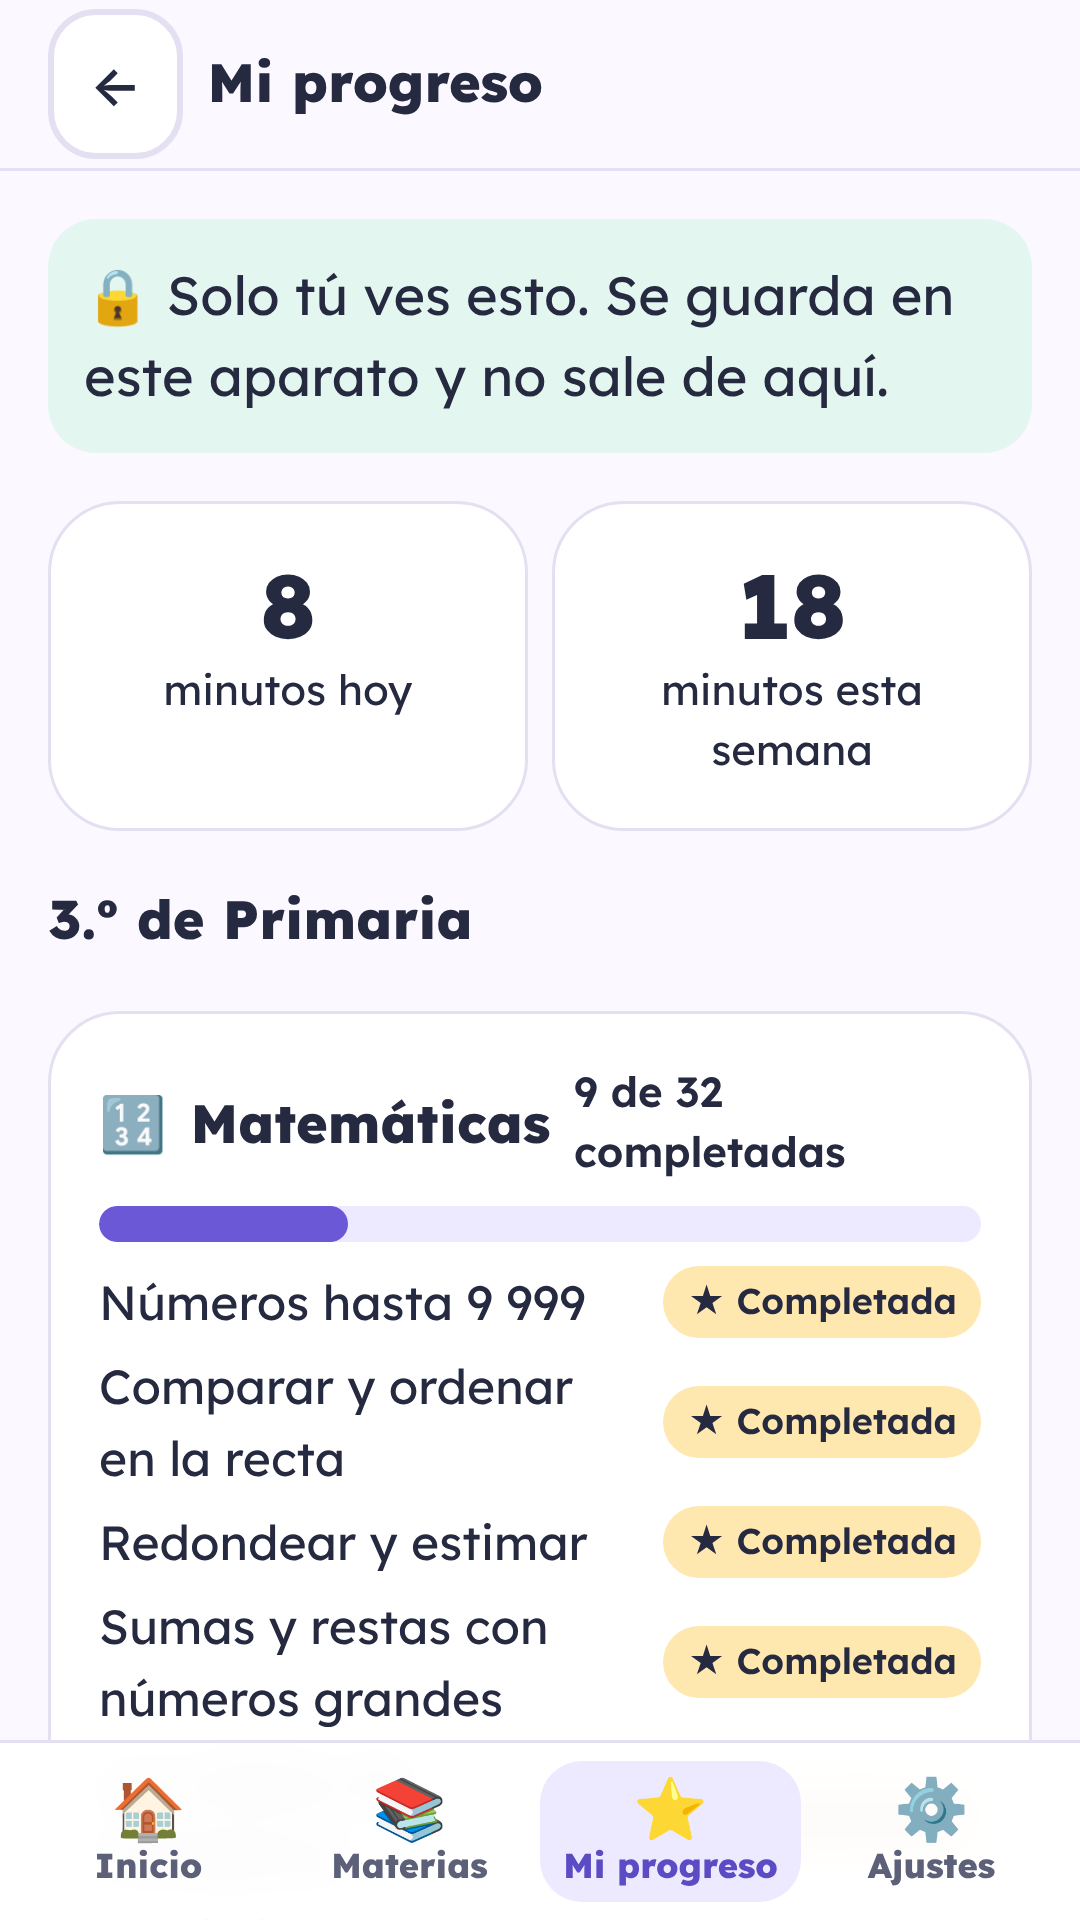 Mi progreso
🔒 Solo tú ves esto. Se guarda en
este aparato y no sale de aquí.
8
minutos hoy
18
minutos esta
semana
3.º de Primaria
Matemáticas
9 de 32
completadas
Números hasta 9 999
★ Completada
Comparar y ordenar
en la recta
★ Completada
Redondear y estimar
★ Completada
Sumas y restas con
números grandes
★ Completada
Inicio
Materias
Mi progreso
Ajustes